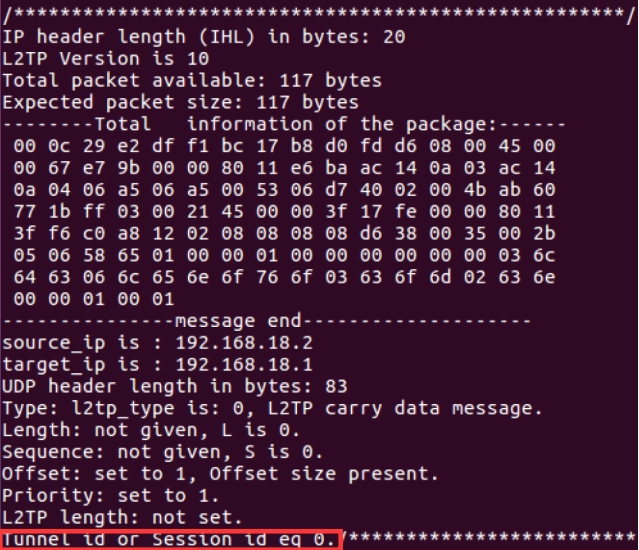 /*******************************************************/
IP header length (IHL) in bytes: 20
L2TP Version is 10
Total packet available: 117 bytes
Expected packet size: 117 bytes
--------Total   information of the package:------
00 0c 29 e2 df f1 bc 17 b8 d0 fd d6 08 00 45 00
00 67 e7 9b 00 00 80 11 e6 ba ac 14 0a 03 ac 14
0a 04 06 a5 06 a5 00 53 06 d7 40 02 00 4b ab 60
77 1b ff 03 00 21 45 00 00 3f 17 fe 00 00 80 11
3f f6 c0 a8 12 02 08 08 08 08 d6 38 00 35 00 2b
05 06 58 65 01 00 00 01 00 00 00 00 00 00 03 6c
64 63 06 6c 65 6e 6f 76 6f 03 63 6f 6d 02 63 6e
00 00 01 00 01
---------------message end--------------------
source_ip is : 192.168.18.2
target_ip is : 192.168.18.1
UDP header length in bytes: 83
Type: l2tp_type is: 0, L2TP carry data message.
Length: not given, L is 0.
Sequence: not given, S is 0.
Offset: set to 1, Offset size present.
Priority: set to 1.
L2TP length: not set.
Tunnel id or Session id eq 0./**************************